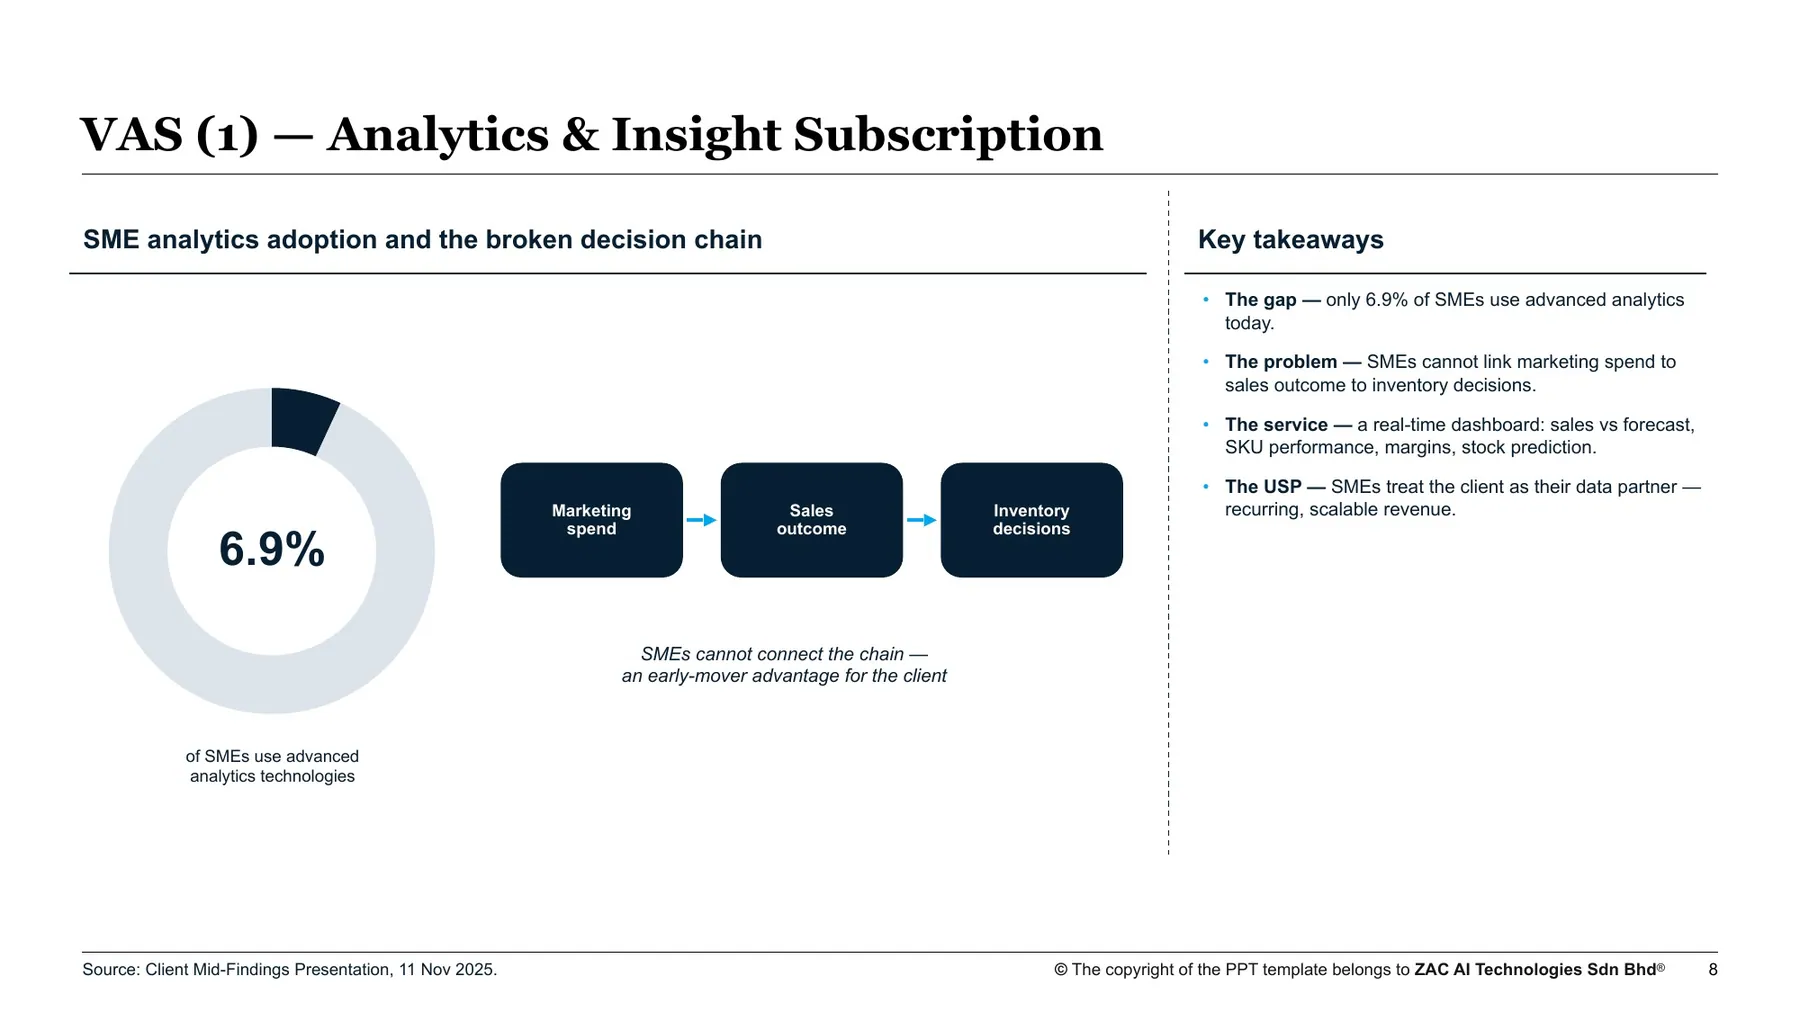 VAS (1) — Analytics & Insight Subscription
SME analytics adoption and the broken decision chain
6.9%
of SMEs use advanced
analytics technologies
Marketing
spend
Sales
outcome
Inventory
decisions
SMEs cannot connect the chain —
an early-mover advantage for the client
Key takeaways
• The gap — only 6.9% of SMEs use advanced analytics
today.
• The problem — SMEs cannot link marketing spend to
sales outcome to inventory decisions.
• The service — a real-time dashboard: sales vs forecast,
SKU performance, margins, stock prediction.
• The USP — SMEs treat the client as their data partner —
recurring, scalable revenue.
Source: Client Mid-Findings Presentation, 11 Nov 2025.
© The copyright of the PPT template belongs to ZAC AI Technologies Sdn Bhd®
8